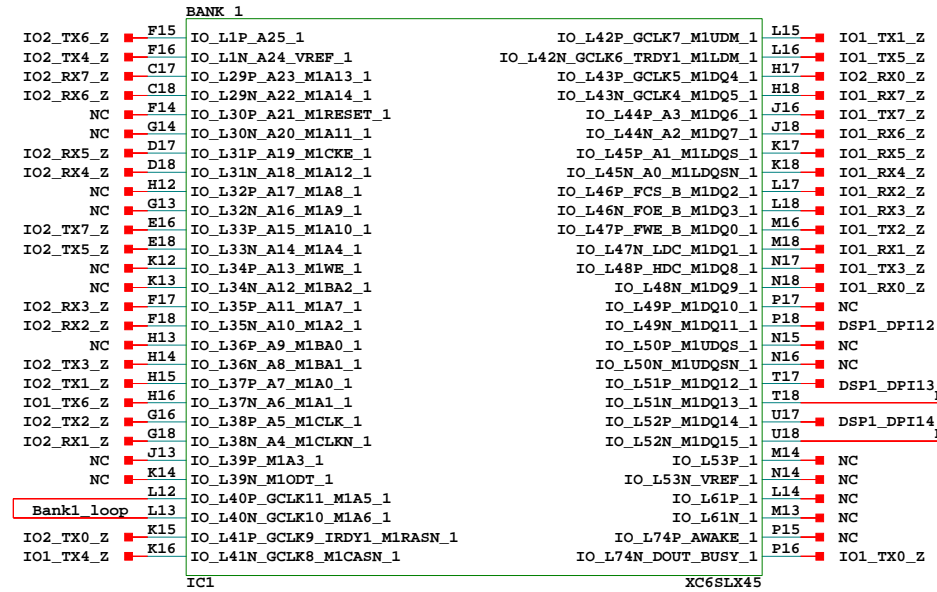 BANK 1
IO2_TX6_Z F15 IO_L1P_A25_1 IO_L42P_GCLK7_M1UDM_1 L15 IO1_TX1_Z
IO2_TX4_Z F16 IO_L1N_A24_VREF_1 IO_L42N_GCLK6_TRDY1_M1LDM_1 L16 IO1_TX5_Z
IO2_RX7_Z C17 IO_L29P_A23_M1A13_1 IO_L43P_GCLK5_M1DQ4_1 H17 IO2_RX0_Z
IO2_RX6_Z C18 IO_L29N_A22_M1A14_1 IO_L43N_GCLK4_M1DQ5_1 H18 IO1_RX7_Z
NC F14 IO_L30P_A21_M1RESET_1 IO_L44P_A3_M1DQ6_1 J16 IO1_TX7_Z
NC G14 IO_L30N_A20_M1A11_1 IO_L44N_A2_M1DQ7_1 J18 IO1_RX6_Z
IO2_RX5_Z D17 IO_L31P_A19_M1CKE_1 IO_L45P_A1_M1LDQS_1 K17 IO1_RX5_Z
IO2_RX4_Z D18 IO_L31N_A18_M1A12_1 IO_L45N_A0_M1LDQSN_1 K18 IO1_RX4_Z
NC H12 IO_L32P_A17_M1A8_1 IO_L46P_FCS_B_M1DQ2_1 L17 IO1_RX2_Z
NC G13 IO_L32N_A16_M1A9_1 IO_L46N_FOE_B_M1DQ3_1 L18 IO1_RX3_Z
IO2_TX7_Z E16 IO_L33P_A15_M1A10_1 IO_L47P_FWE_B_M1DQ0_1 M16 IO1_TX2_Z
IO2_TX5_Z E18 IO_L33N_A14_M1A4_1 IO_L47N_LDC_M1DQ1_1 M18 IO1_RX1_Z
NC K12 IO_L34P_A13_M1WE_1 IO_L48P_HDC_M1DQ8_1 N17 IO1_TX3_Z
NC K13 IO_L34N_A12_M1BA2_1 IO_L48N_M1DQ9_1 N18 IO1_RX0_Z
IO2_RX3_Z F17 IO_L35P_A11_M1A7_1 IO_L49P_M1DQ10_1 P17 NC
IO2_RX2_Z F18 IO_L35N_A10_M1A2_1 IO_L49N_M1DQ11_1 P18 DSP1_DPI12
NC H13 IO_L36P_A9_M1BA0_1 IO_L50P_M1UDQS_1 N15 NC
IO2_TX3_Z H14 IO_L36N_A8_M1BA1_1 IO_L50N_M1UDQSN_1 N16 NC
IO2_TX1_Z H15 IO_L37P_A7_M1A0_1 IO_L51P_M1DQ12_1 T17 DSP1_DPI13
IO1_TX6_Z H16 IO_L37N_A6_M1A1_1 IO_L51N_M1DQ13_1 T18
IO2_TX2_Z G16 IO_L38P_A5_M1CLK_1 IO_L52P_M1DQ14_1 U17 DSP1_DPI14
IO2_RX1_Z G18 IO_L38N_A4_M1CLKN_1 IO_L52N_M1DQ15_1 U18
NC J13 IO_L39P_M1A3_1 IO_L53P_1 M14 NC
NC K14 IO_L39N_M1ODT_1 IO_L53N_VREF_1 N14 NC
L12 IO_L40P_GCLK11_M1A5_1 IO_L61P_1 L14 NC
Bank1_loop L13 IO_L40N_GCLK10_M1A6_1 IO_L61N_1 M13 NC
IO2_TX0_Z K15 IO_L41P_GCLK9_IRDY1_M1RASN_1 IO_L74P_AWAKE_1 P15 NC
IO1_TX4_Z K16 IO_L41N_GCLK8_M1CASN_1 IO_L74N_DOUT_BUSY_1 P16 IO1_TX0_Z
IC1 XC6SLX45